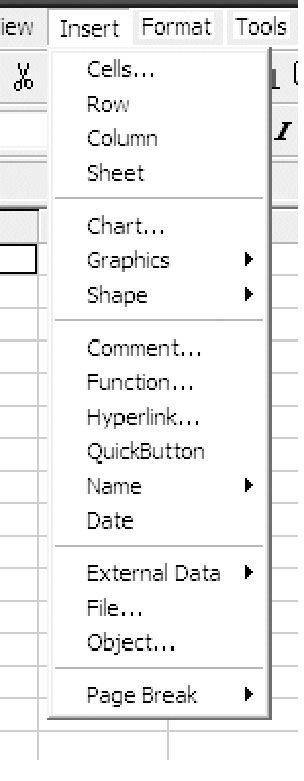 iew Insert Format Tools
I
Cells...
Row
Column
Sheet
Chart...
Graphics
Shape
Comment...
Function...
Hyperlink...
QuickButton
Name
Date
External Data
File...
Object...
Page Break